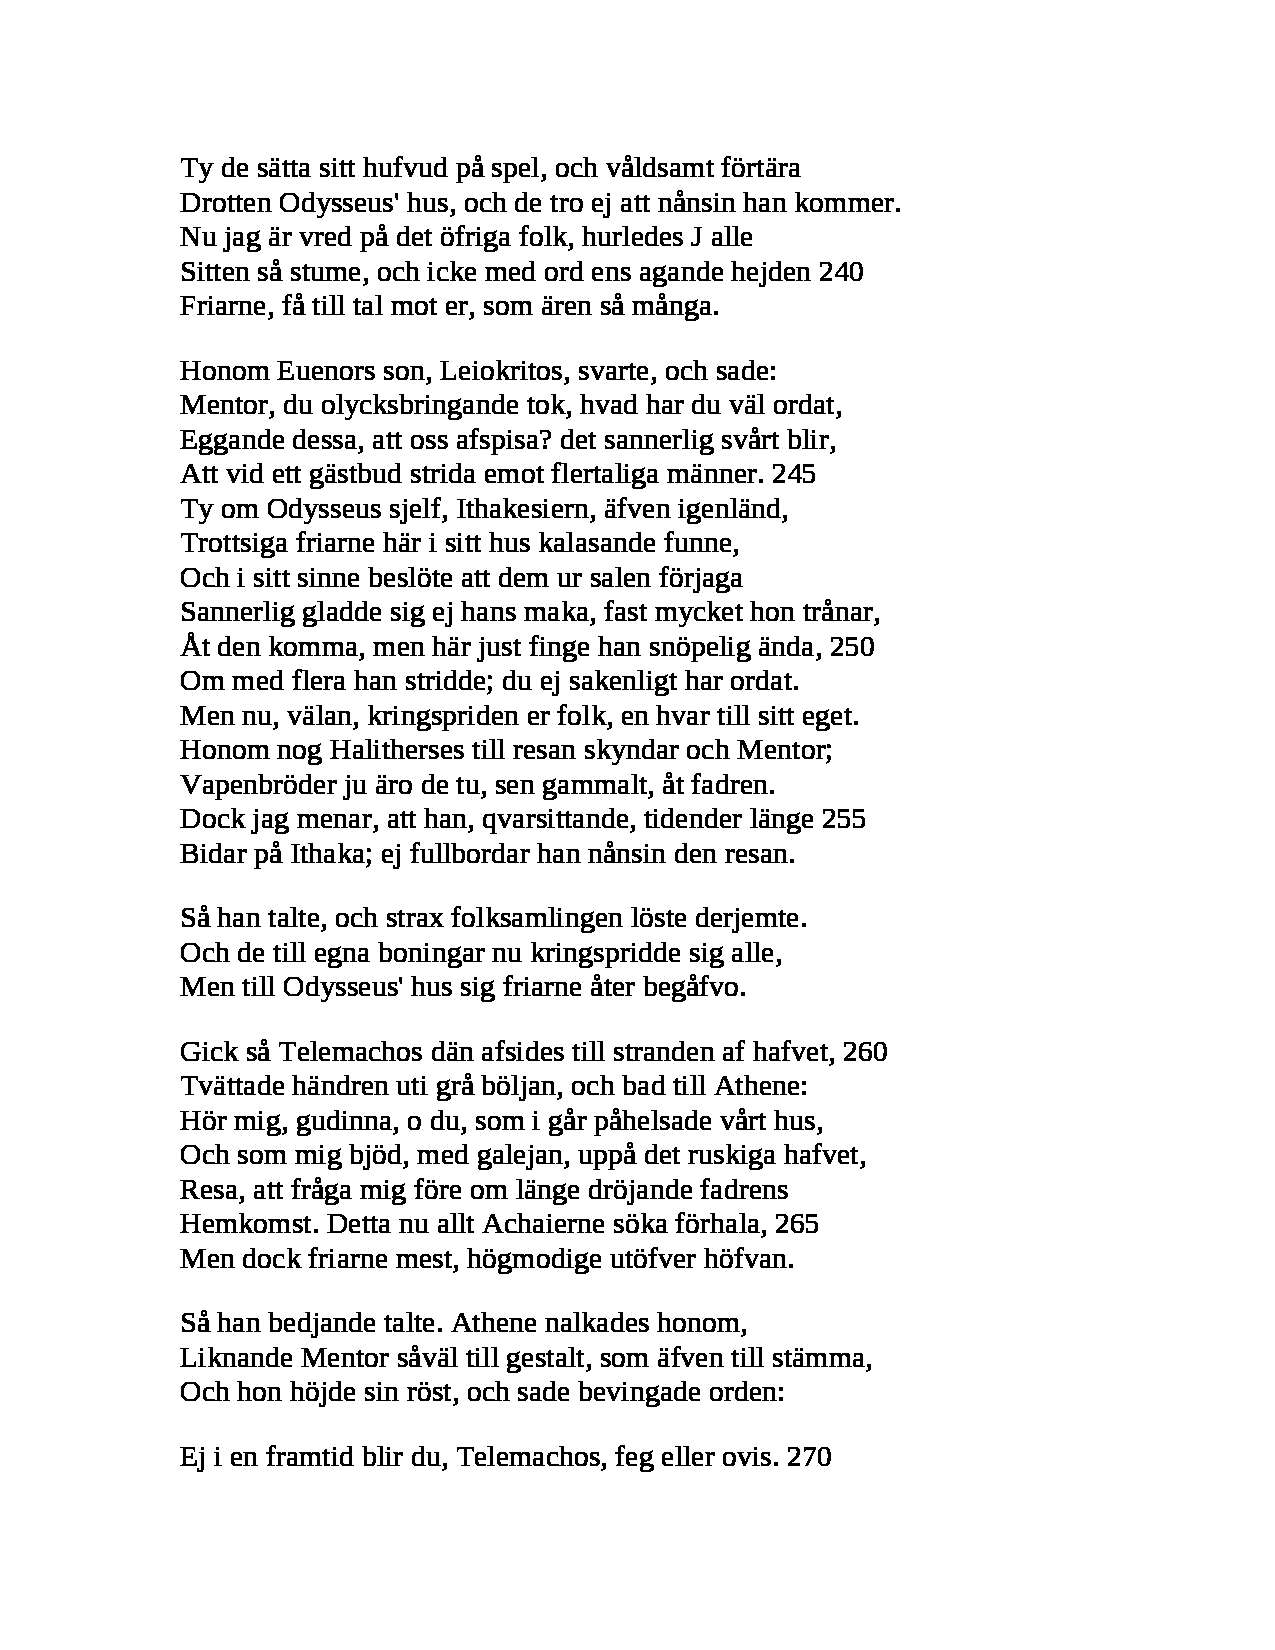 Ty de sätta sitt hufvud på spel, och våldsamt förtära
Drotten Odysseus' hus, och de tro ej att nånsin han kommer.
Nu jag är vred på det öfriga folk, hurledes J alle
Sitten så stume, och icke med ord ens agande hejden 240
Friarne, få till tal mot er, som ären så många.

Honom Euenors son, Leiokritos, svarte, och sade:
Mentor, du olycksbringande tok, hvad har du väl ordat,
Eggande dessa, att oss afspisa? det sannerlig svårt blir,
Att vid ett gästbud strida emot flertaliga männer. 245
Ty om Odysseus sjelf, Ithakesiern, äfven igenländ,
Trottsiga friarne här i sitt hus kalasande funne,
Och i sitt sinne beslöte att dem ur salen förjaga
Sannerlig gladde sig ej hans maka, fast mycket hon trånar,
Åt den komma, men här just finge han snöpelig ända, 250
Om med flera han stridde; du ej sakenligt har ordat.
Men nu, välan, kringspriden er folk, en hvar till sitt eget.
Honom nog Halitherses till resan skyndar och Mentor;
Vapenbröder ju äro de tu, sen gammalt, åt fadren.
Dock jag menar, att han, qvarsittande, tidender länge 255
Bidar på Ithaka; ej fullbordar han nånsin den resan.

Så han talte, och strax folksamlingen löste derjemte.
Och de till egna boningar nu kringspridde sig alle,
Men till Odysseus' hus sig friarne åter begåfvo.

Gick så Telemachos dän afsides till stranden af hafvet, 260
Tvättade händren uti grå böljan, och bad till Athene:
Hör mig, gudinna, o du, som i går påhelsade vårt hus,
Och som mig bjöd, med galejan, uppå det ruskiga hafvet,
Resa, att fråga mig före om länge dröjande fadrens
Hemkomst. Detta nu allt Achaierne söka förhala, 265
Men dock friarne mest, högmodige utöfver höfvan.

Så han bedjande talte. Athene nalkades honom,
Liknande Mentor såväl till gestalt, som äfven till stämma,
Och hon höjde sin röst, och sade bevingade orden:

Ej i en framtid blir du, Telemachos, feg eller ovis. 270